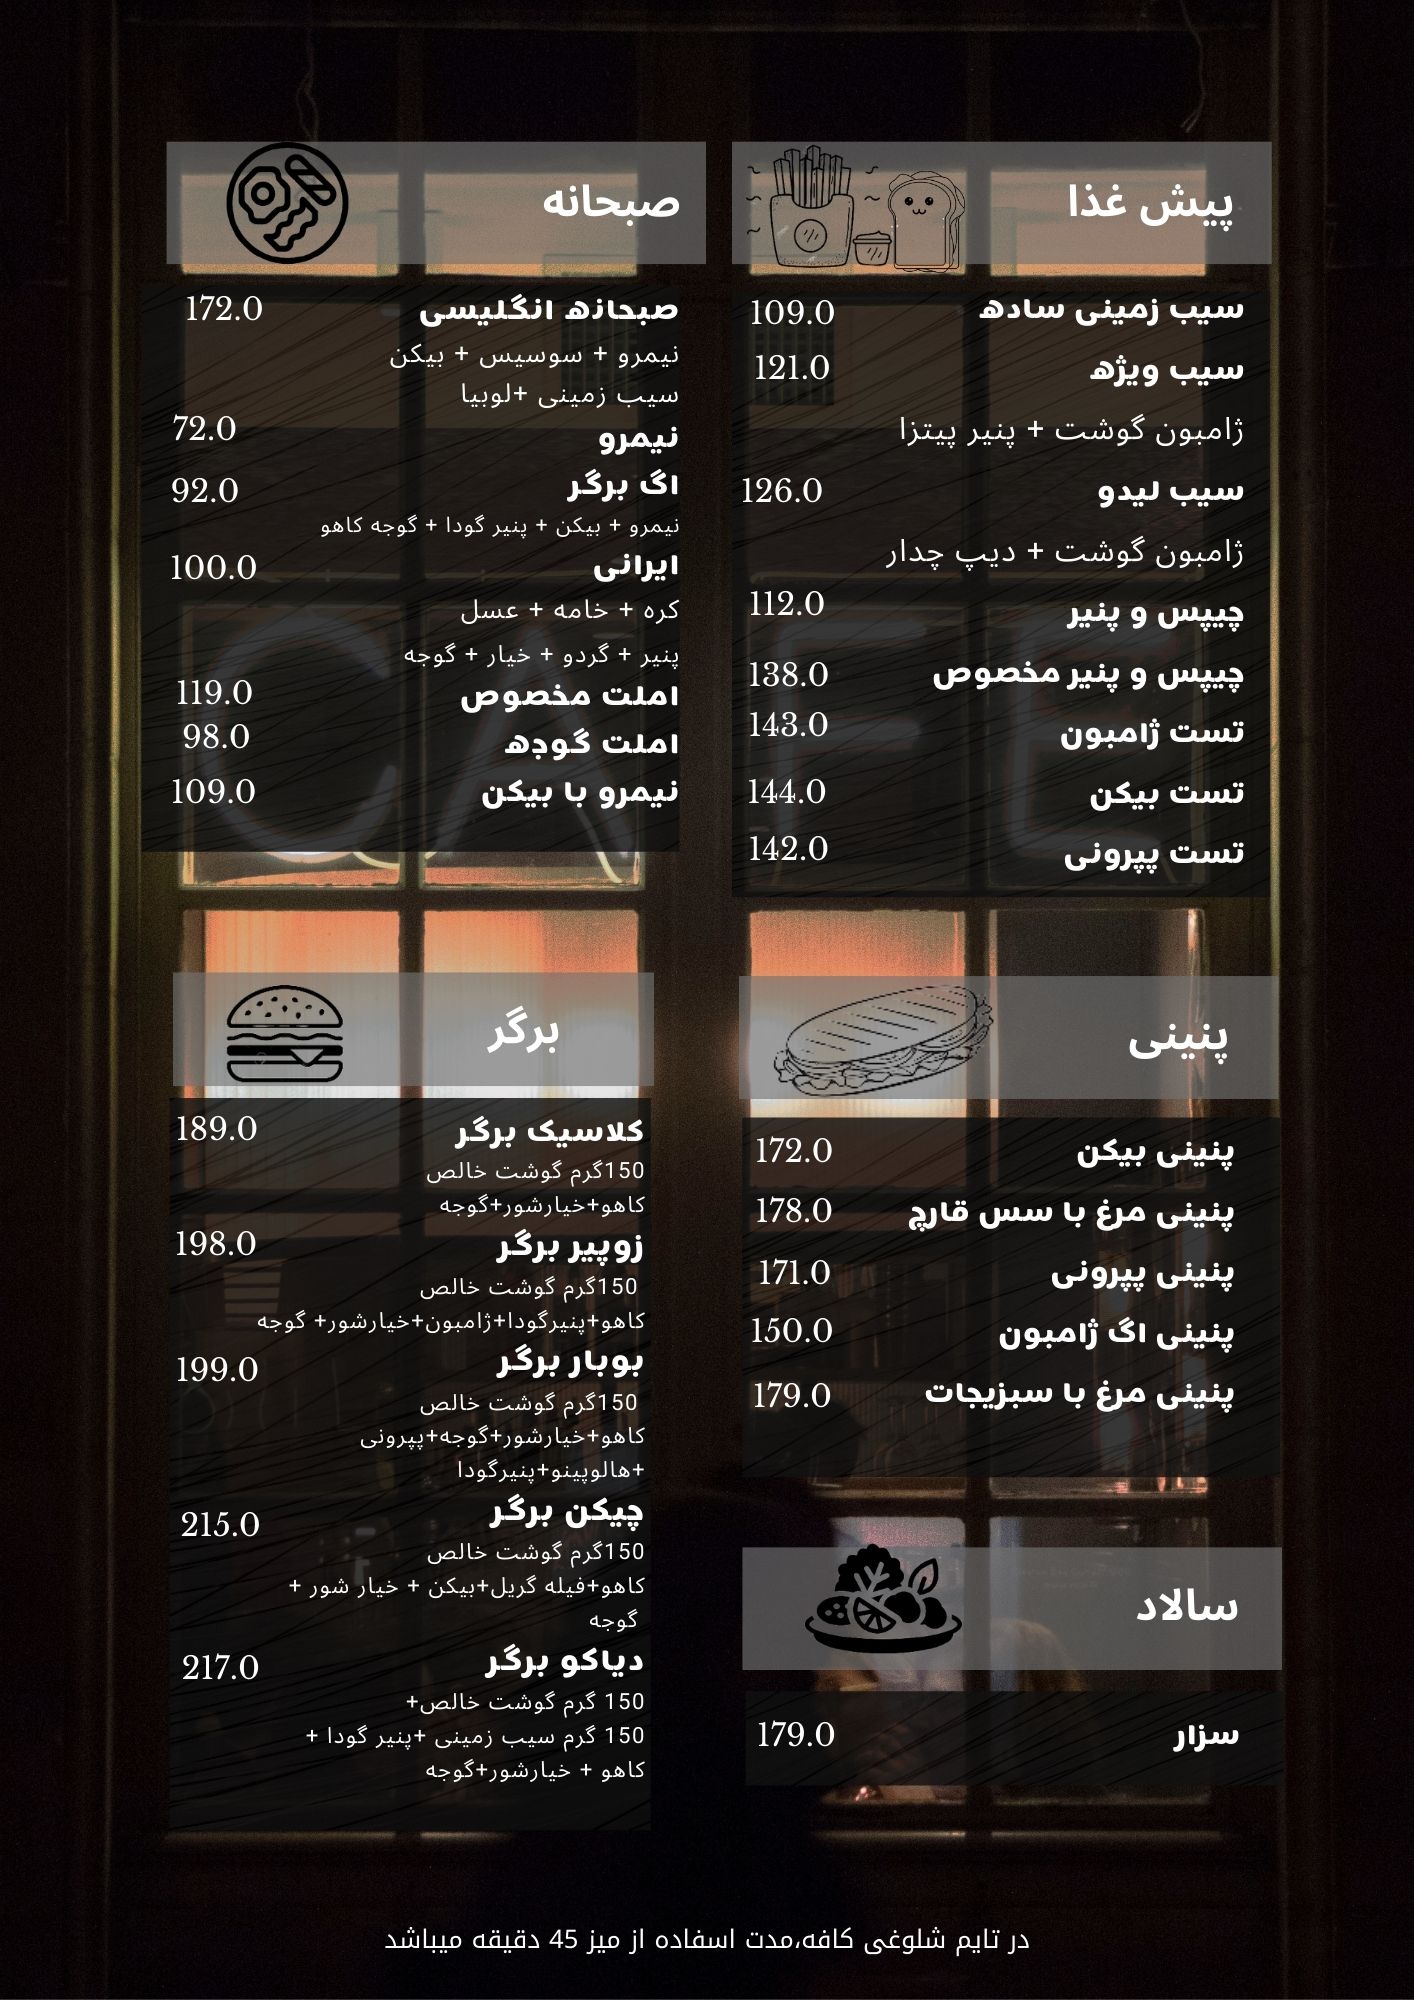 پیش غذا
سیب زمینی ساده 109.0
سیب ویژه 121.0
ژامبون گوشت + پنیر پیتزا
سیب لیدو 126.0
ژامبون گوشت + دیپ چدار
چیپس و پنیر 112.0
چیپس و پنیر مخصوص 138.0
تست ژامبون 143.0
تست بیکن 144.0
تست پپرونی 142.0
صبحانه
صبحانه انگلیسی 172.0
نیمرو + سوسیس + بیکن
سیب زمینی +لوبیا
نیمرو 72.0
اگ برگر 92.0
نیمرو + بیکن + پنیر گودا + گوجه کاهو
ایرانی 100.0
کره + خامه + عسل
پنیر + گردو + خیار + گوجه
املت مخصوص 119.0
املت گوجه 98.0
نیمرو با بیکن 109.0
CAFE
پنینی
پنینی بیکن 172.0
پنینی مرغ با سس قارچ 178.0
پنینی پپرونی 171.0
پنینی اگ ژامبون 150.0
پنینی مرغ با سبزیجات 179.0
برگر
کلاسیک برگر 189.0
150گرم گوشت خالص
کاهو+خیارشور+گوجه
زوپیر برگر 198.0
150گرم گوشت خالص
کاهو+پنیرگودا+ژامبون+خیارشور+ گوجه
بوبار برگر 199.0
150گرم گوشت خالص
کاهو+خیارشور+گوجه+پپرونی
+هالوپینو+پنیرگودا
چیکن برگر 215.0
150گرم گوشت خالص
کاهو+فیله گریل+بیکن + خیار شور +
گوجه
دیاکو برگر 217.0
150 گرم گوشت خالص+
150 گرم سیب زمینی +پنیر گودا +
کاهو + خیارشور+گوجه
سالاد
سزار 179.0
در تایم شلوغی کافه،مدت اسفاده از میز 45 دقیقه میباشد